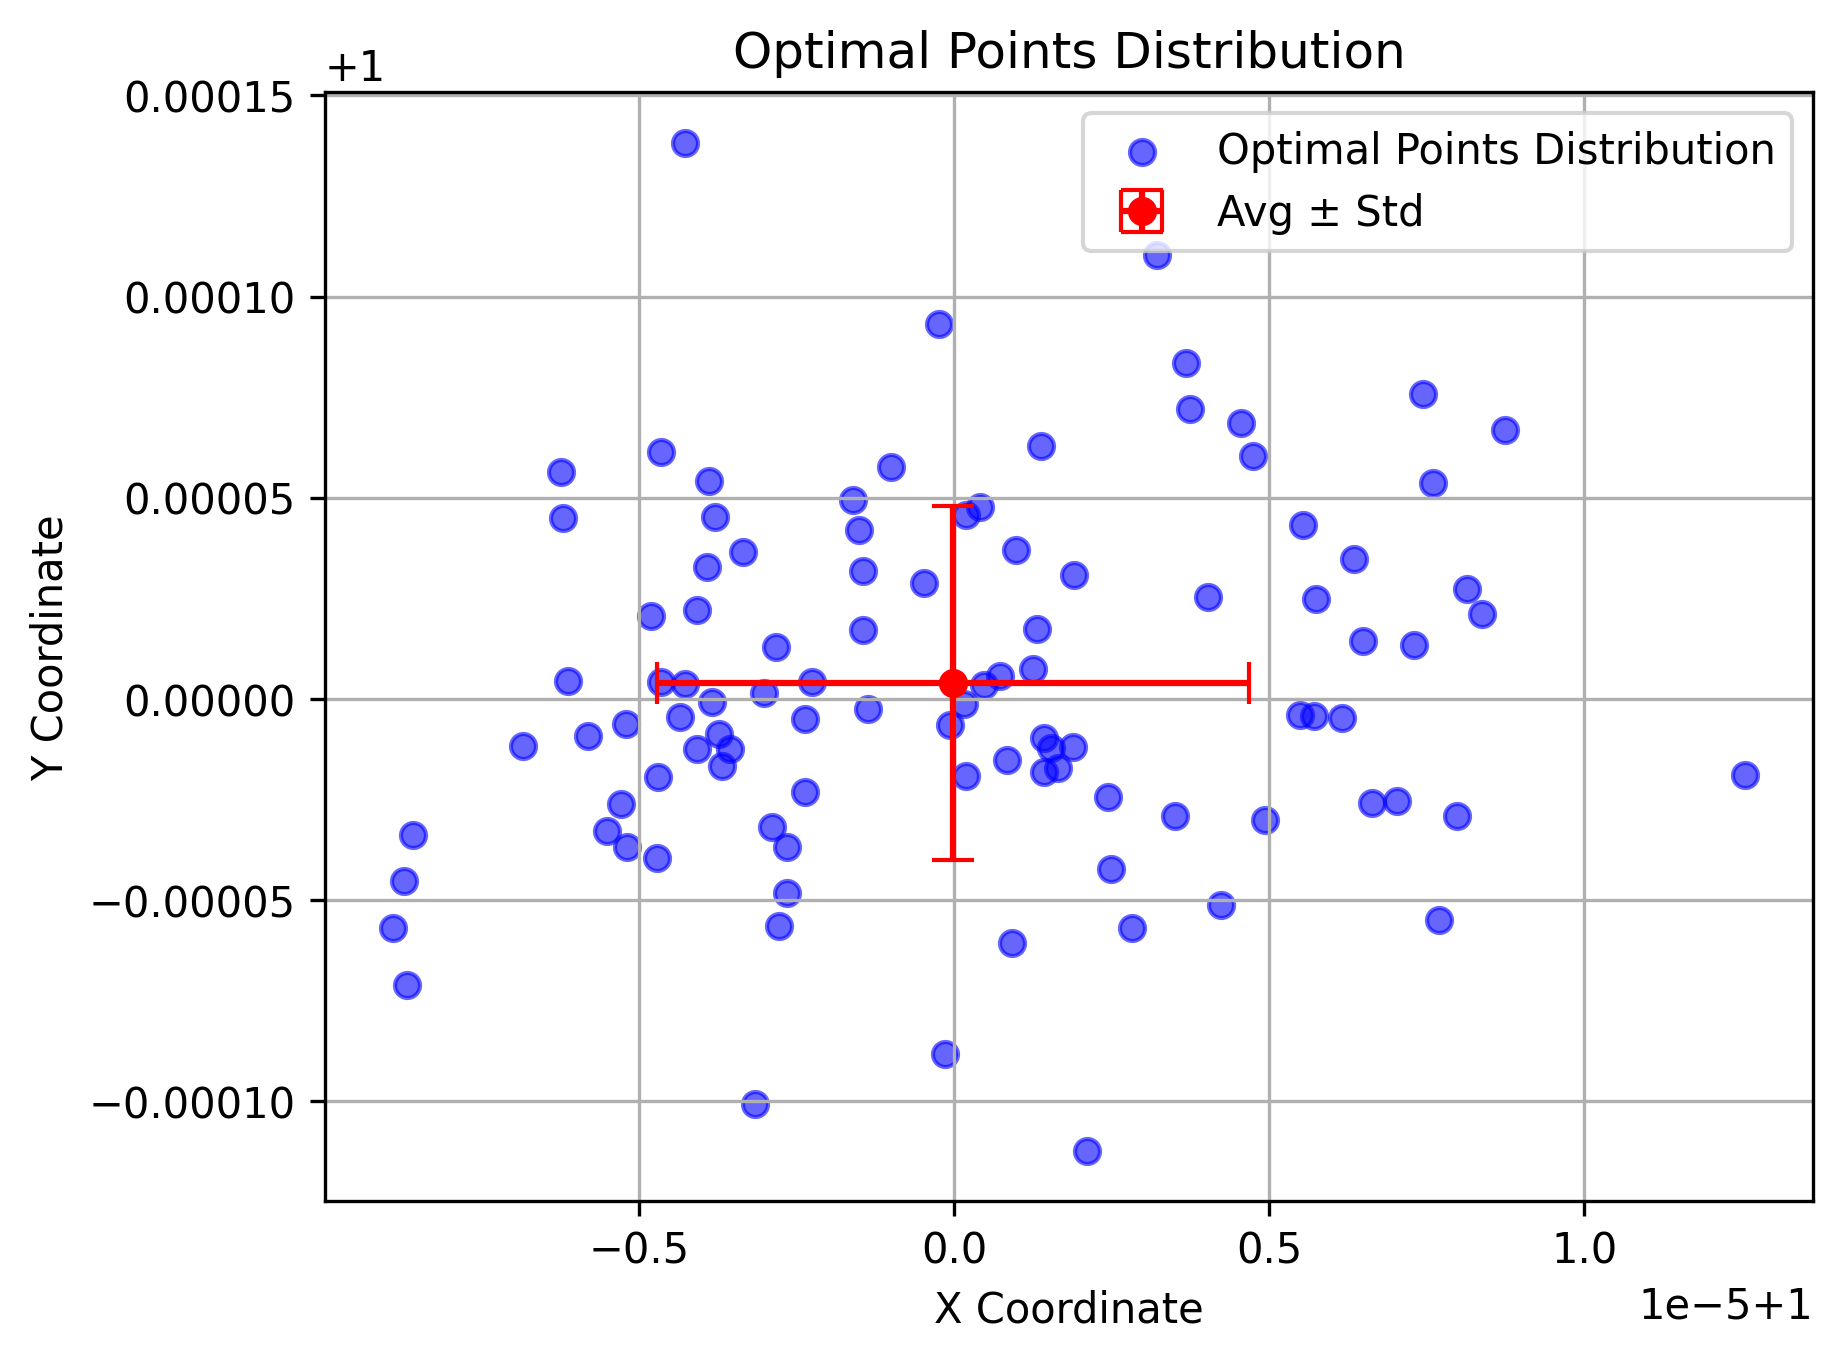 Optimal Points Distribution
+1
0.00015
0.00010
0.00005
0.00000
−0.00005
−0.00010
Y Coordinate
Optimal Points Distribution
Avg ± Std
−0.5 0.0 0.5 1.0
X Coordinate
1e−5+1